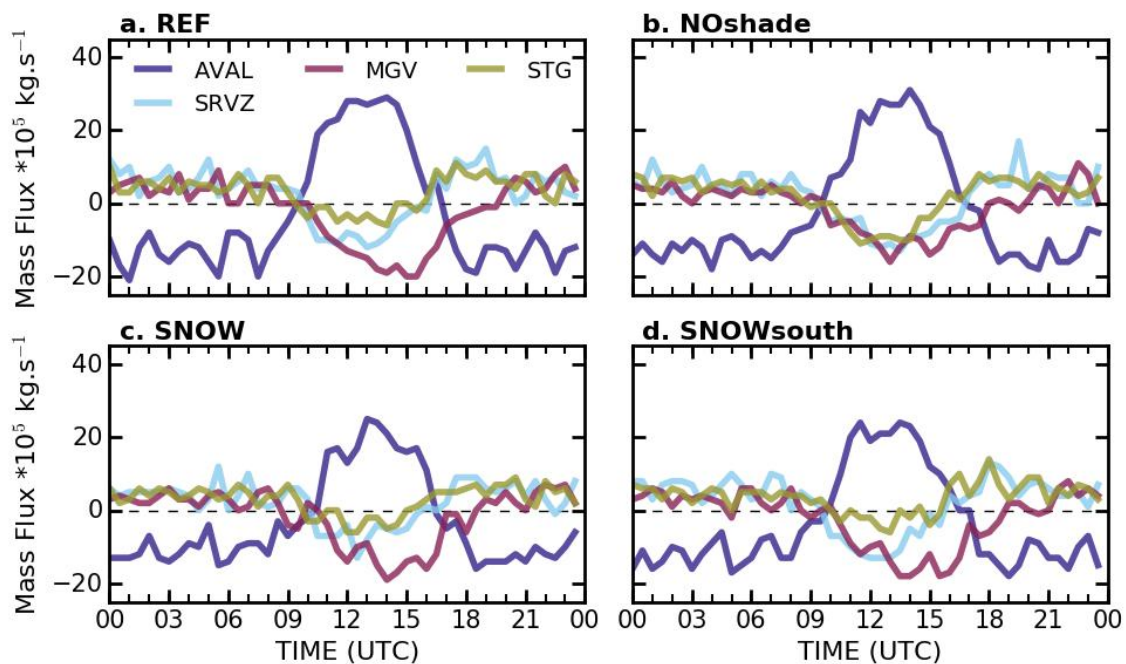 a. REF
b. NOshade
Mass Flux *10⁵ kg.s⁻¹
40
20
0
−20
AVAL MGV STG
SRVZ
c. SNOW
d. SNOWsouth
Mass Flux *10⁵ kg.s⁻¹
40
20
0
−20
00 03 06 09 12 15 18 21 00
00 03 06 09 12 15 18 21 00
TIME (UTC)
TIME (UTC)